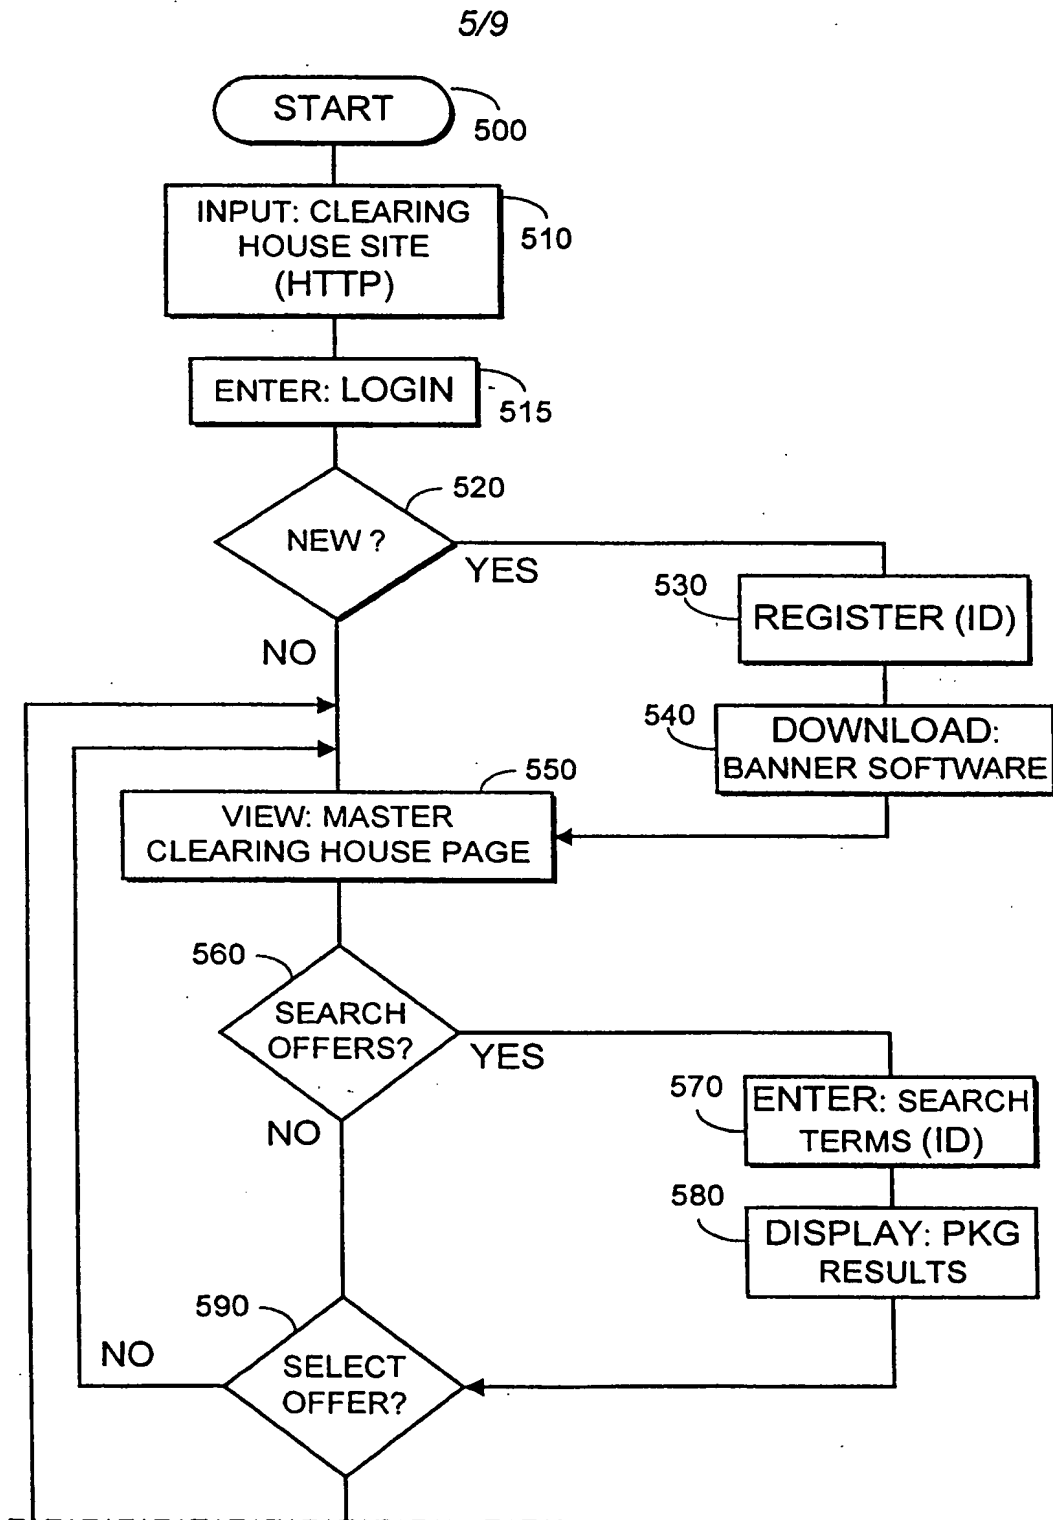 5/9
START
500
INPUT: CLEARING
HOUSE SITE
(HTTP)
510
ENTER: LOGIN
515
520
NEW ?
YES
530
REGISTER (ID)
NO
540
DOWNLOAD:
BANNER SOFTWARE
550
VIEW: MASTER
CLEARING HOUSE PAGE
560
SEARCH
OFFERS?
YES
570
ENTER: SEARCH
TERMS (ID)
NO
580
DISPLAY: PKG
RESULTS
590
NO
SELECT
OFFER?